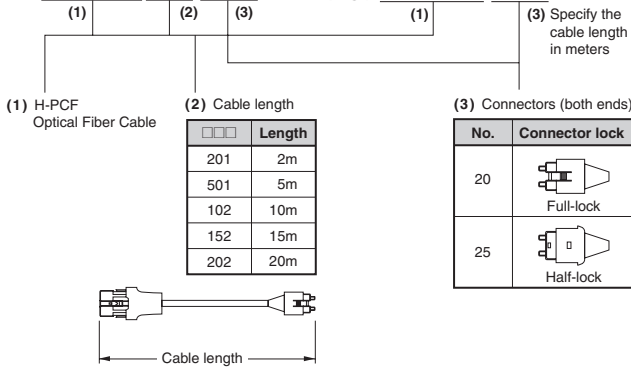 (1) (2) (3) (1) (3) Specify the
cable length
in meters
(1) H-PCF
Optical Fiber Cable
(2) Cable length
□□□ Length
201 2m
501 5m
102 10m
152 15m
202 20m
Cable length
(3) Connectors (both ends)
No. Connector lock
20 Full-lock
25 Half-lock